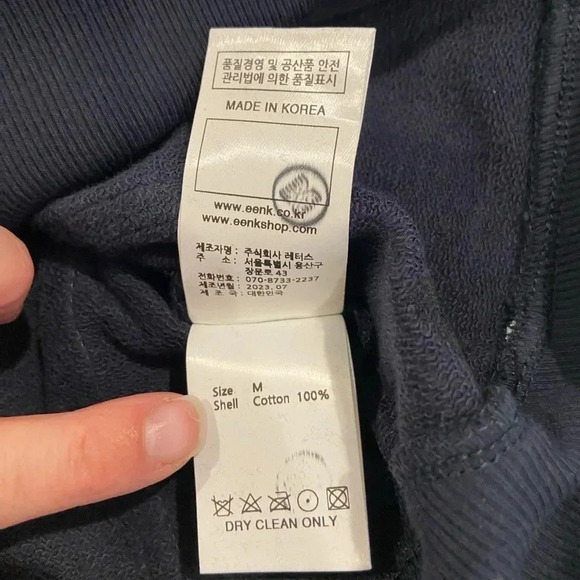 품질경영 및 공산품 안전
관리법에 의한 품질표시
MADE IN KOREA
www.eenk.co.kr
www.eenkshop.com
제조자명 : 주식회사 레터스
주 소 : 서울특별시 용산구
장문로 43
전화번호 : 070-8733-2237
제조년월 : 2023.07
제 조 국 : 대한민국
Size M
Shell Cotton 100%
DRY CLEAN ONLY